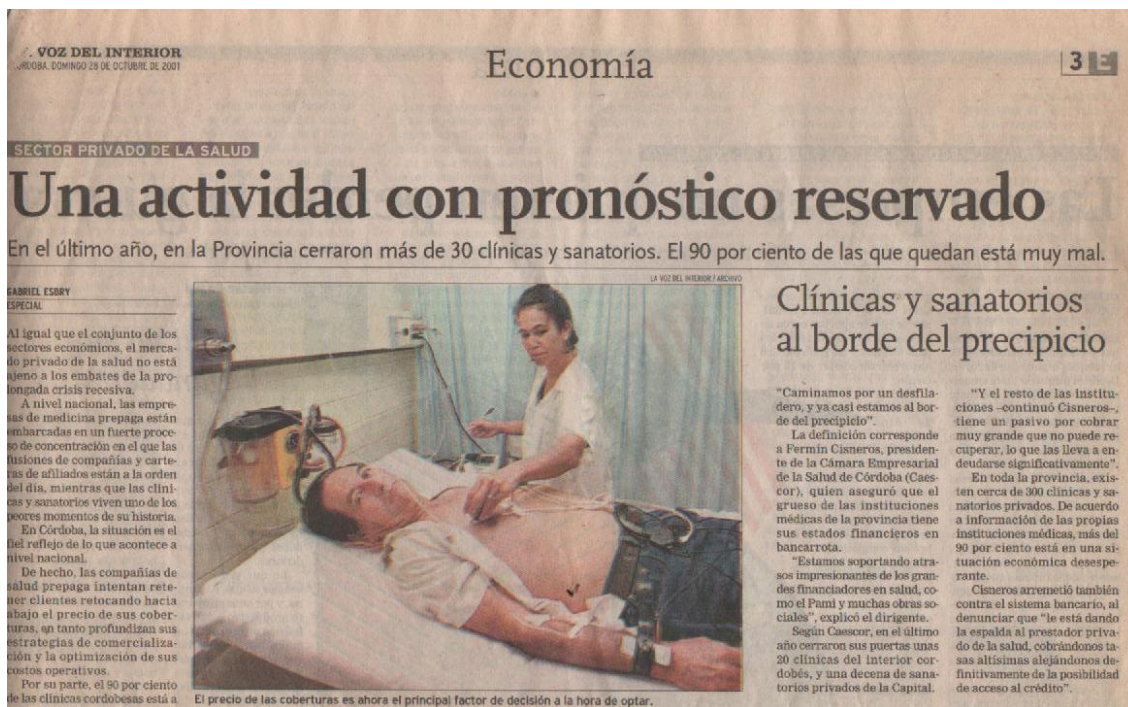 VOZ DEL INTERIOR
DOMINGO 28 DE OCTUBRE DE 2001
Economía
3 E
SECTOR PRIVADO DE LA SALUD
Una actividad con pronóstico reservado
En el último año, en la Provincia cerraron más de 30 clínicas y sanatorios. El 90 por ciento de las que quedan está muy mal.
GABRIEL ESBRY
ESPECIAL
Al igual que el conjunto de los
sectores económicos, el merca-
do privado de la salud no está
ajeno a los embates de la pro-
longada crisis recesiva.
A nivel nacional, las empre-
sas de medicina prepaga están
embarcadas en un fuerte proce-
so de concentración en el que las
fusiones de compañías y carte-
ras de afiliados están a la orden
del día, mientras que las clíni-
cas y sanatorios viven uno de los
peores momentos de su historia.
En Córdoba, la situación es el
fiel reflejo de lo que acontece a
nivel nacional.
De hecho, las compañías de
salud prepaga intentan rete-
ner clientes retocando hacia
abajo el precio de sus cober-
turas, en tanto profundizan sus
estrategias de comercializa-
ción y la optimización de sus
costos operativos.
Por su parte, el 90 por ciento
de las clínicas cordobesas está a
LA VOZ DEL INTERIOR / ARCHIVO
El precio de las coberturas es ahora el principal factor de decisión a la hora de optar.
Clínicas y sanatorios
al borde del precipicio
"Caminamos por un desfila-
dero, y ya casi estamos al bor-
de del precipicio".
La definición corresponde
a Fermín Cisneros, presiden-
te de la Cámara Empresarial
de la Salud de Córdoba (Caes-
cor), quien aseguró que el
grueso de las instituciones
médicas de la provincia tiene
sus estados financieros en
bancarrota.
"Estamos soportando atra-
sos impresionantes de los gran-
des financiadores en salud, co-
mo el Pami y muchas obras so-
ciales", explicó el dirigente.
Según Caescor, en el último
año cerraron sus puertas unas
20 clínicas del interior cor-
dobés, y una decena de sana-
torios privados de la Capital.
"Y el resto de las institu-
ciones –continuó Cisneros–,
tiene un pasivo por cobrar
muy grande que no puede re-
cuperar, lo que las lleva a en-
deudarse significativamente".
En toda la provincia, exis-
ten cerca de 300 clínicas y sa-
natorios privados. De acuerdo
a información de las propias
instituciones médicas, más del
90 por ciento está en una si-
tuación económica desespe-
rante.
Cisneros arremetió también
contra el sistema bancario, al
denunciar que "le está dando
la espalda al prestador priva-
do de la salud, cobrándonos ta-
sas altísimas alejándonos de-
finitivamente de la posibilidad
de acceso al crédito".